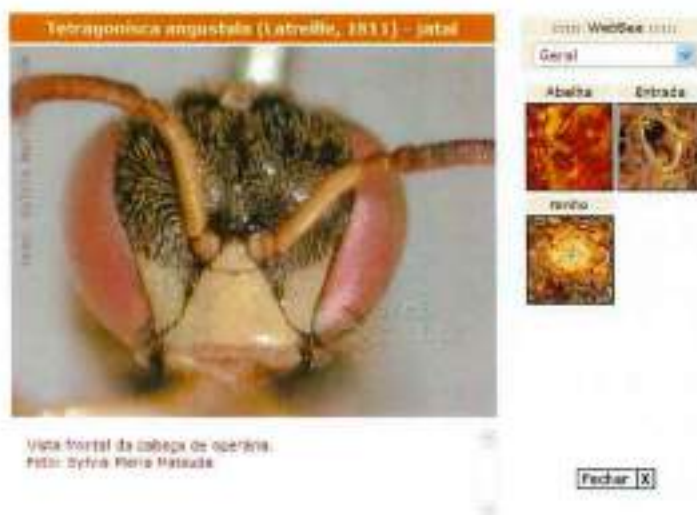 Tetragonisca angustula (Latreille, 1811) - jataí
WebBee
Geral
Abelha Entrada
Ninho
Vista frontal da cabeça de operária.
Foto: Sylvia Maria Matsuda
Fechar X